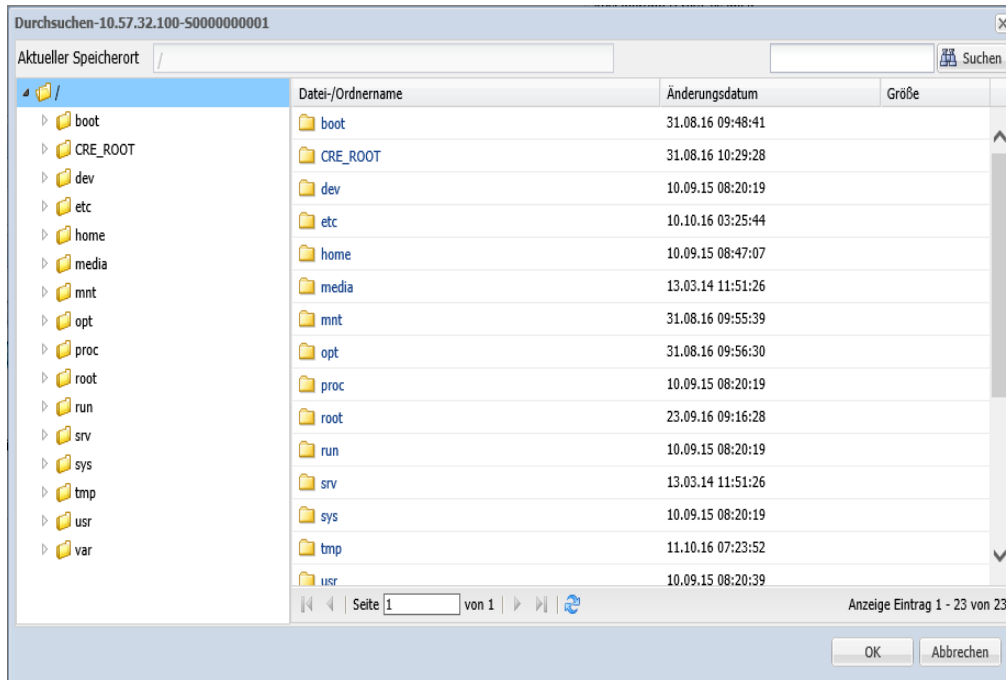 Durchsuchen-10.57.32.100-S0000000001
Aktueller Speicherort / Suchen
/
boot
CRE_ROOT
dev
etc
home
media
mnt
opt
proc
root
run
srv
sys
tmp
usr
var
Datei-/Ordnername Änderungsdatum Größe
boot 31.08.16 09:48:41
CRE_ROOT 31.08.16 10:29:28
dev 10.09.15 08:20:19
etc 10.10.16 03:25:44
home 10.09.15 08:47:07
media 13.03.14 11:51:26
mnt 31.08.16 09:55:39
opt 31.08.16 09:56:30
proc 10.09.15 08:20:19
root 23.09.16 09:16:28
run 10.09.15 08:20:19
srv 13.03.14 11:51:26
sys 10.09.15 08:20:19
tmp 11.10.16 07:23:52
usr 10.09.15 08:20:39
Seite 1 von 1 Anzeige Eintrag 1 - 23 von 23
OK Abbrechen